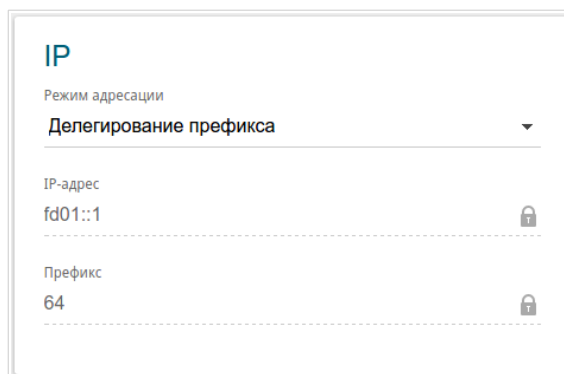 IP
Режим адресации
Делегирование префикса
IP-адрес
fd01::1
Префикс
64